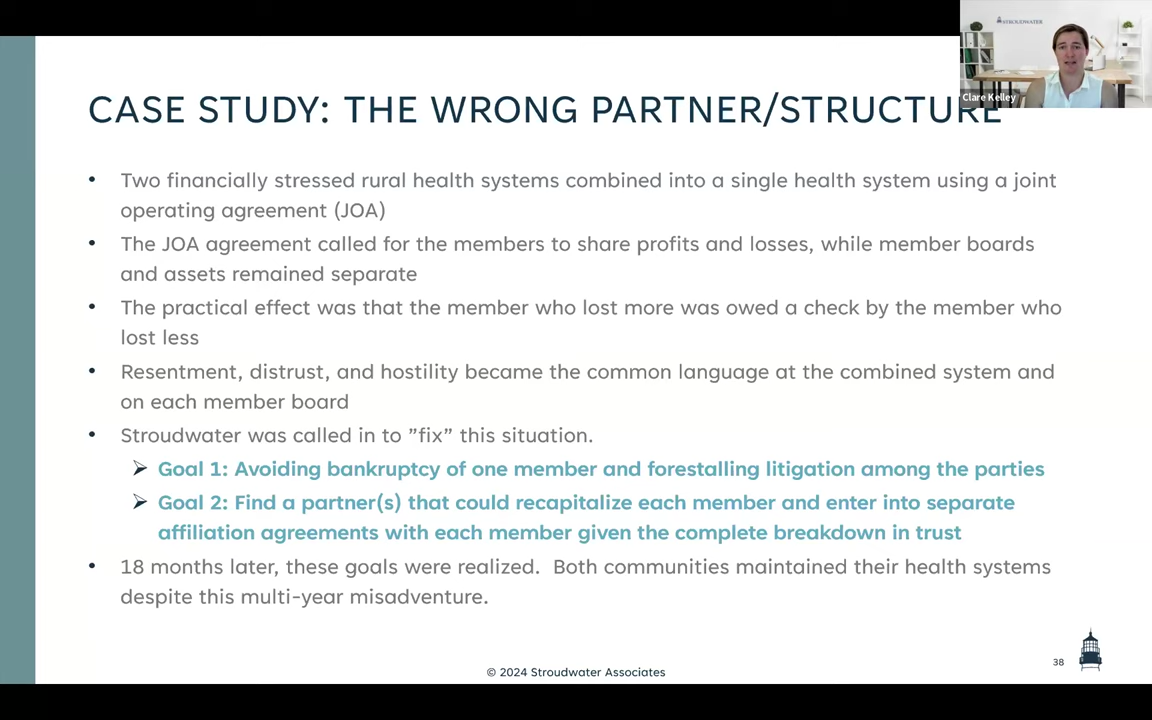 STROUDWATER
Clare Kelley
CASE STUDY: THE WRONG PARTNER/STRUCTURE
• Two financially stressed rural health systems combined into a single health system using a joint
operating agreement (JOA)
• The JOA agreement called for the members to share profits and losses, while member boards
and assets remained separate
• The practical effect was that the member who lost more was owed a check by the member who
lost less
• Resentment, distrust, and hostility became the common language at the combined system and
on each member board
• Stroudwater was called in to ”fix” this situation.
➢ Goal 1: Avoiding bankruptcy of one member and forestalling litigation among the parties
➢ Goal 2: Find a partner(s) that could recapitalize each member and enter into separate
affiliation agreements with each member given the complete breakdown in trust
• 18 months later, these goals were realized.  Both communities maintained their health systems
despite this multi-year misadventure.
38
© 2024 Stroudwater Associates